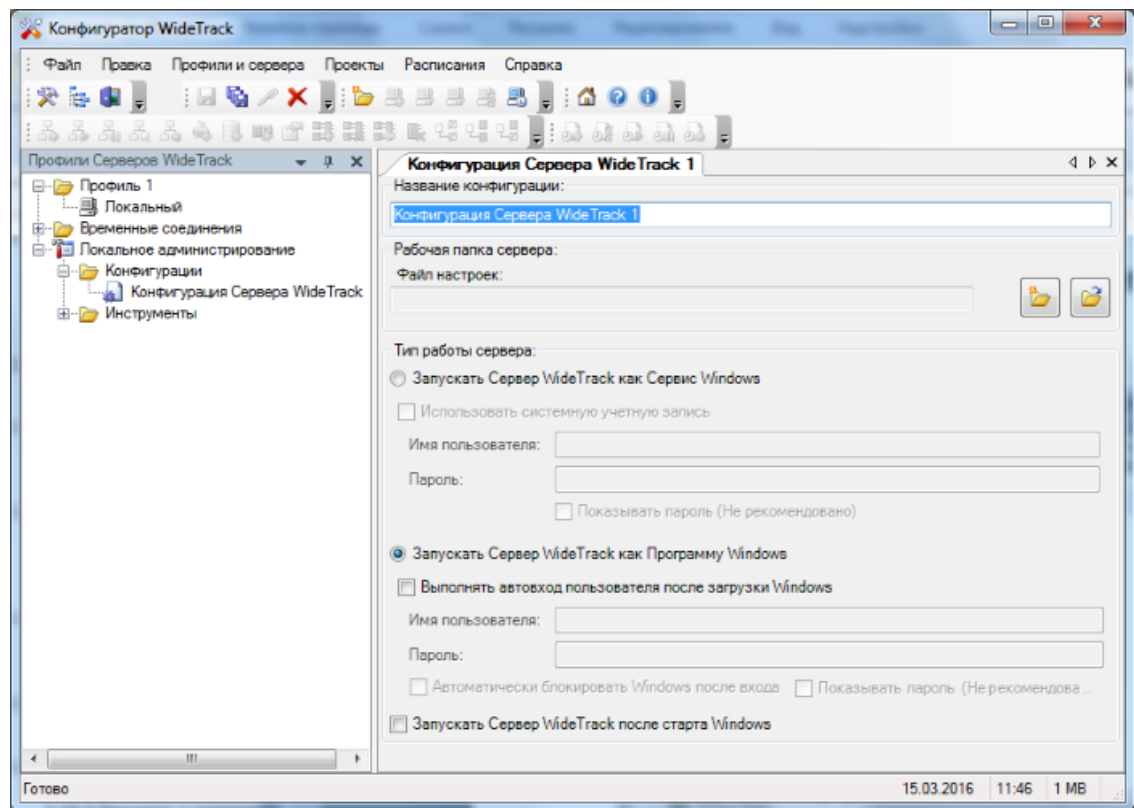 Конфигуратор WideTrack
Файл Правка Профили и сервера Проекты Расписания Справка
Профили Серверов WideTrack
Профиль 1
Локальный
Временные соединения
Локальное администрирование
Конфигурации
Конфигурация Сервера WideTrack
Инструменты
Конфигурация Сервера WideTrack 1
Название конфигурации:
Конфигурация Сервера WideTrack 1
Рабочая папка сервера:
Файл настроек:
Тип работы сервера:
Запускать Сервер WideTrack как Сервис Windows
Использовать системную учетную запись
Имя пользователя:
Пароль:
Показывать пароль (Не рекомендовано)
Запускать Сервер WideTrack как Программу Windows
Выполнять автовход пользователя после загрузки Windows
Имя пользователя:
Пароль:
Автоматически блокировать Windows после входа Показывать пароль (Не рекомендова ...
Запускать Сервер WideTrack после старта Windows
Готово 15.03.2016 11:46 1 MB